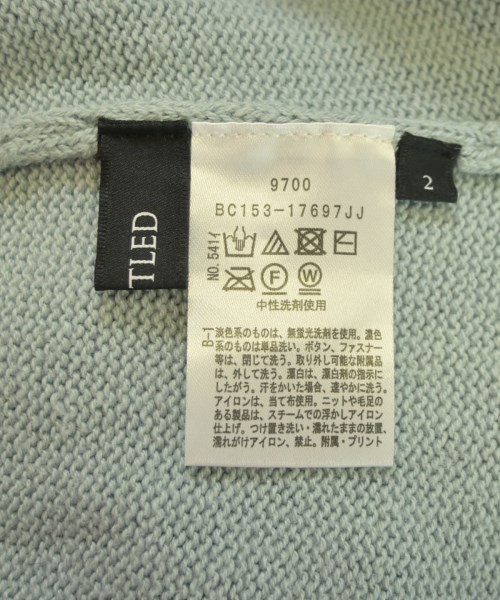 TLED
9700
BC153-17697JJ
NO.541イ
F
W
中性洗剤使用
B-1
淡色系のものは、無蛍光洗剤を使用。濃色
系のものは単品洗い。ボタン、ファスナー
等は、閉じて洗う。取り外し可能な附属品
は、外して洗う。漂白は、漂白剤の指示に
したがう。汗をかいた場合、速やかに洗う。
アイロンは、当て布使用。ニットや毛足の
ある製品は、スチームでの浮かしアイロン
仕上げ。つけ置き洗い・濡れたままの放置、
濡れがけアイロン、禁止。附属・プリント
2